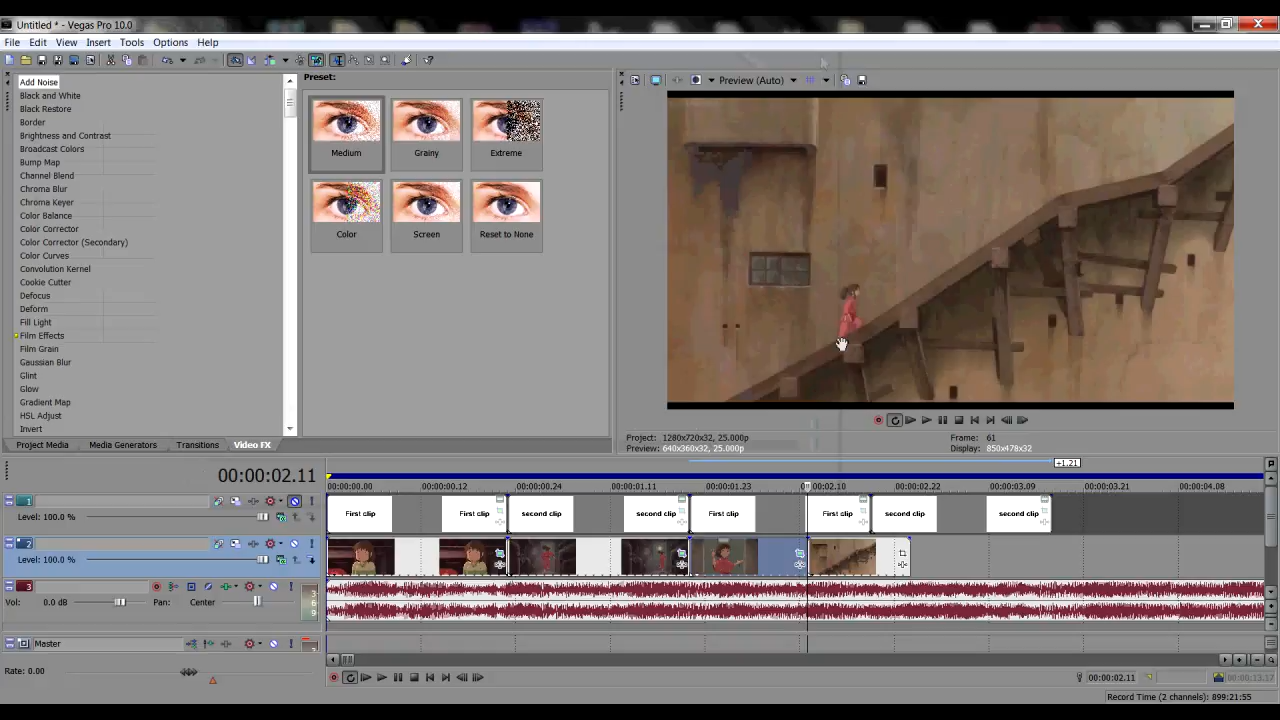 Untitled * - Vegas Pro 10.0
File Edit View Insert Tools Options Help
Add Noise
Black and White
Black Restore
Border
Brightness and Contrast
Broadcast Colors
Bump Map
Channel Blend
Chroma Blur
Chroma Keyer
Color Balance
Color Corrector
Color Corrector (Secondary)
Color Curves
Convolution Kernel
Cookie Cutter
Defocus
Deform
Fill Light
Film Effects
Film Grain
Gaussian Blur
Glint
Glow
Gradient Map
HSL Adjust
Invert
Preset:
Medium Grainy Extreme
Color Screen Reset to None
Preview (Auto)
Project Media Media Generators Transitions Video FX
Project: 1280x720x32, 25.000p Frame: 61
Preview: 640x360x32, 25.000p Display: 850x478x32
00:00:02.11
+1.21
00:00:00.00 00:00:00.12 00:00:00.24 00:00:01.11 00:00:01.23 00:00:02.10 00:00:02.22 00:00:03.09 00:00:03.21 00:00:04.08
1
Level: 100.0 %
First clip First clip second clip second clip First clip First clip second clip second clip
2
Level: 100.0 %
3
Vol: 0.0 dB Pan: Center
Master
Rate: 0.00
00:00:02.11 00:00:13.17
Record Time (2 channels): 899:21:55